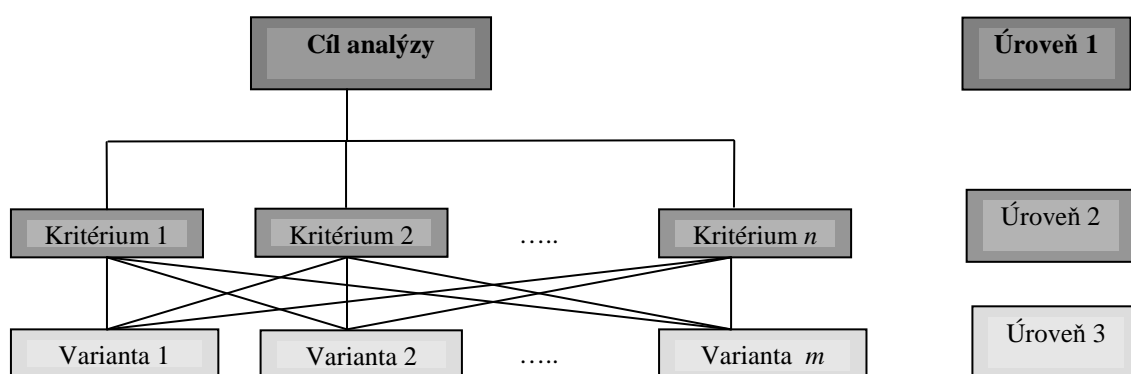 Cíl analýzy
Úroveň 1
Kritérium 1
Kritérium 2
.....
Kritérium n
Úroveň 2
Varianta 1
Varianta 2
.....
Varianta m
Úroveň 3